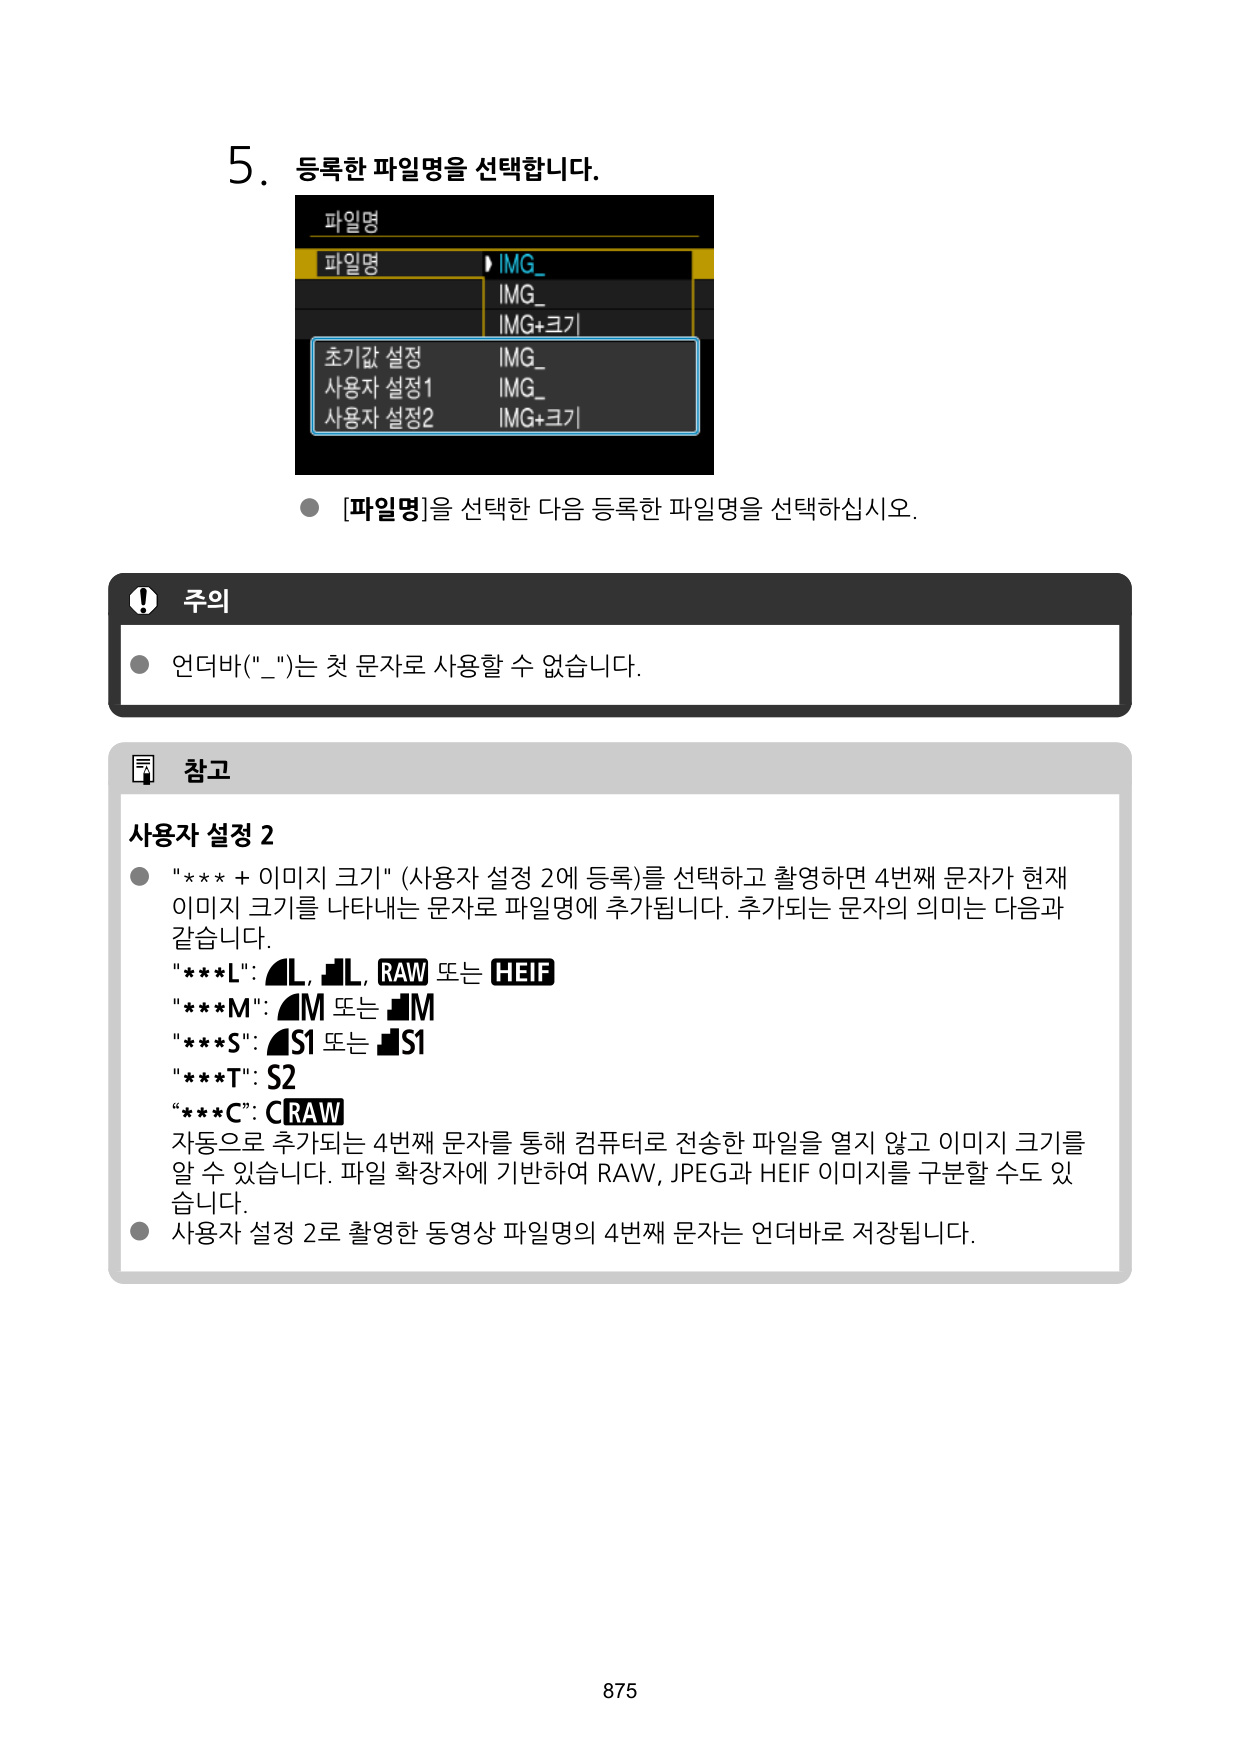 5. 등록한 파일명을 선택합니다.
파일명
파일명 IMG_
IMG_
IMG+크기
초기값 설정 IMG_
사용자 설정1 IMG_
사용자 설정2 IMG+크기
● [파일명]을 선택한 다음 등록한 파일명을 선택하십시오.
주의
● 언더바("_")는 첫 문자로 사용할 수 없습니다.
참고
사용자 설정 2
● "*** + 이미지 크기" (사용자 설정 2에 등록)를 선택하고 촬영하면 4번째 문자가 현재
이미지 크기를 나타내는 문자로 파일명에 추가됩니다. 추가되는 문자의 의미는 다음과
같습니다.
"***L": L, L, RAW 또는 HEIF
"***M": M 또는 M
"***S": S1 또는 S1
"***T": S2
“***C”: CRAW
자동으로 추가되는 4번째 문자를 통해 컴퓨터로 전송한 파일을 열지 않고 이미지 크기를
알 수 있습니다. 파일 확장자에 기반하여 RAW, JPEG과 HEIF 이미지를 구분할 수도 있
습니다.
● 사용자 설정 2로 촬영한 동영상 파일명의 4번째 문자는 언더바로 저장됩니다.
875